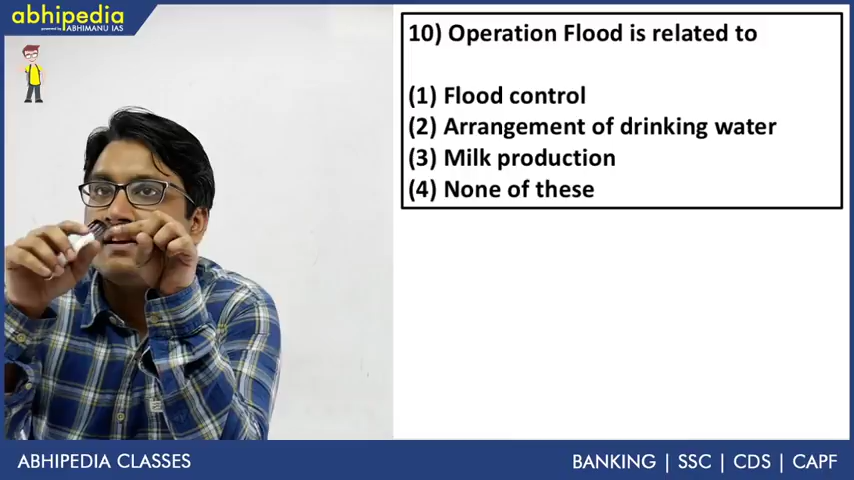 abhipedia
powered by ABHIMANU IAS
10) Operation Flood is related to
(1) Flood control
(2) Arrangement of drinking water
(3) Milk production
(4) None of these
ABHIPEDIA CLASSES
BANKING | SSC | CDS | CAPF